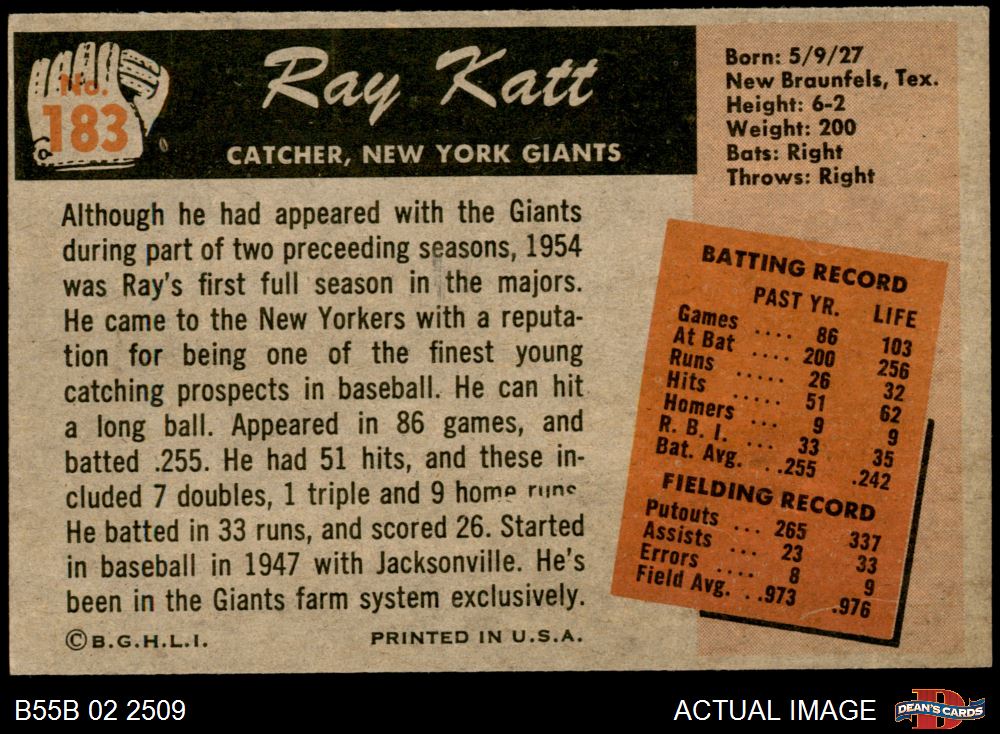 No.
183
Ray Katt
CATCHER, NEW YORK GIANTS
Born: 5/9/27
New Braunfels, Tex.
Height: 6-2
Weight: 200
Bats: Right
Throws: Right
Although he had appeared with the Giants
during part of two preceeding seasons, 1954
was Ray's first full season in the majors.
He came to the New Yorkers with a reputa-
tion for being one of the finest young
catching prospects in baseball. He can hit
a long ball. Appeared in 86 games, and
batted .255. He had 51 hits, and these in-
cluded 7 doubles, 1 triple and 9 home runs
He batted in 33 runs, and scored 26. Started
in baseball in 1947 with Jacksonville. He's
been in the Giants farm system exclusively.
©B.G.H.L.I. PRINTED IN U.S.A.
BATTING RECORD
PAST YR. LIFE
Games .... 86 103
At Bat .... 200 256
Runs ..... 26 32
Hits ..... 51 62
Homers ... 9 9
R. B. I. ... 33 35
Bat. Avg. ..255 .242
FIELDING RECORD
Putouts ... 265 337
Assists ... 23 33
Errors .... 8 9
Field Avg. ..973 .976
B55B 02 2509
ACTUAL IMAGE
DEAN'S CARDS